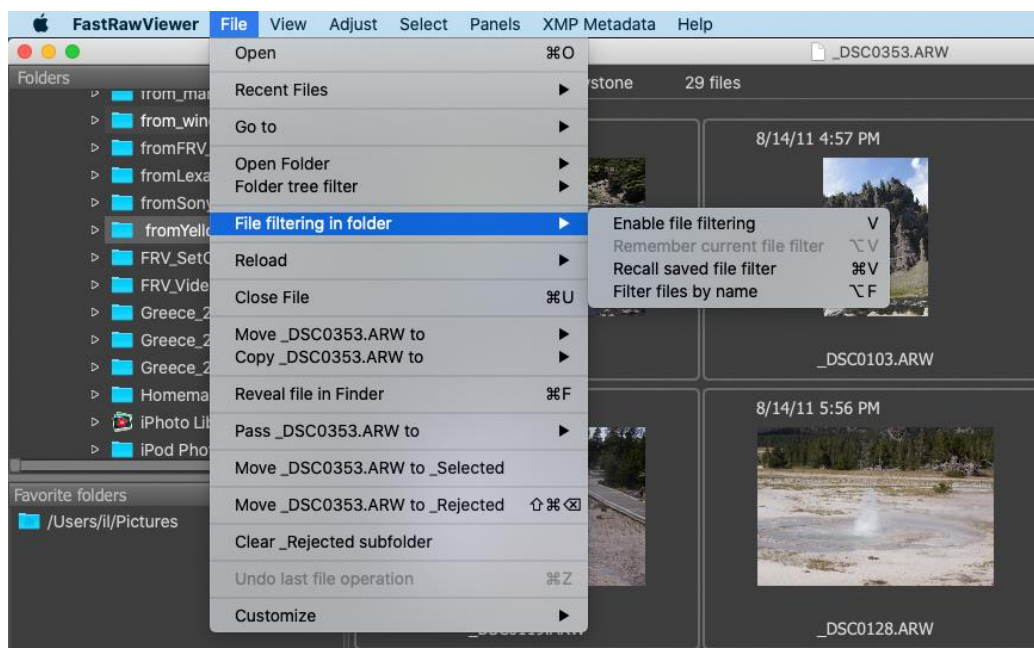 FastRawViewer File View Adjust Select Panels XMP Metadata Help
_DSC0353.ARW
Folders
29 files
from_wind
fromFRV_
fromLexa
fromSony
fromYello
FRV_SetC
FRV_Vide
Greece_2
Greece_2
Greece_2
Homema
iPhoto Lib
iPod Pho
Favorite folders
/Users/il/Pictures
Open ⌘O
Recent Files ▶
Go to ▶
Open Folder ▶
Folder tree filter ▶
File filtering in folder ▶
Reload ▶
Close File ⌘U
Move _DSC0353.ARW to ▶
Copy _DSC0353.ARW to ▶
Reveal file in Finder ⌘F
Pass _DSC0353.ARW to ▶
Move _DSC0353.ARW to _Selected
Move _DSC0353.ARW to _Rejected ⇧⌘⌫
Clear _Rejected subfolder
Undo last file operation ⌘Z
Customize ▶
Enable file filtering V
Remember current file filter ⌥V
Recall saved file filter ⌘V
Filter files by name ⌥F
8/14/11 4:57 PM
_DSC0103.ARW
8/14/11 5:56 PM
_DSC0128.ARW